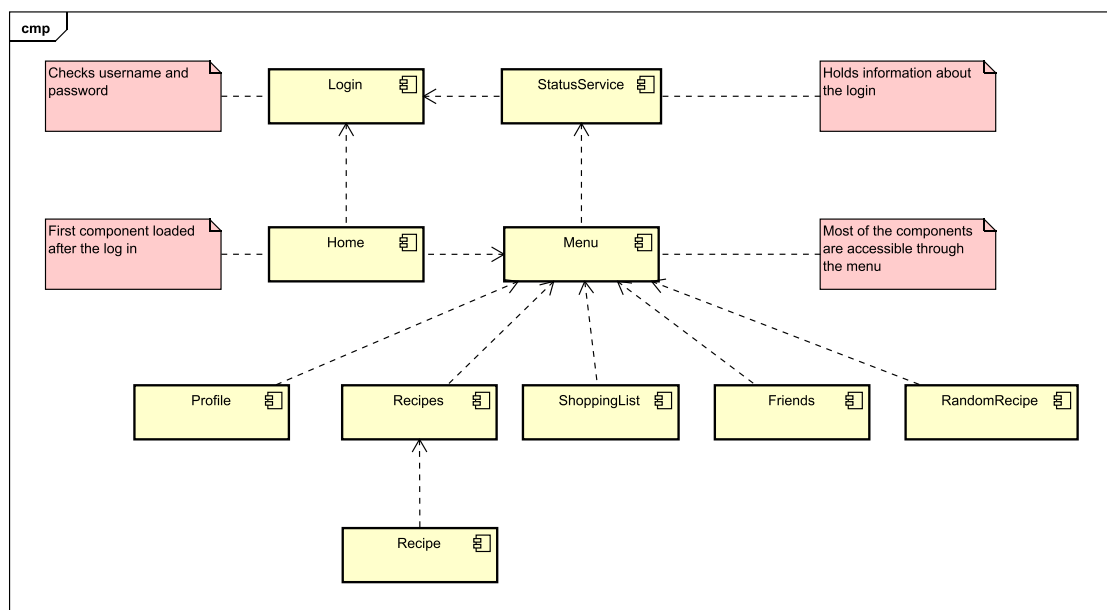 cmp
Checks username and
password
Login
StatusService
Holds information about
the login
First component loaded
after the log in
Home
Menu
Most of the components
are accessible through
the menu
Profile
Recipes
ShoppingList
Friends
RandomRecipe
Recipe